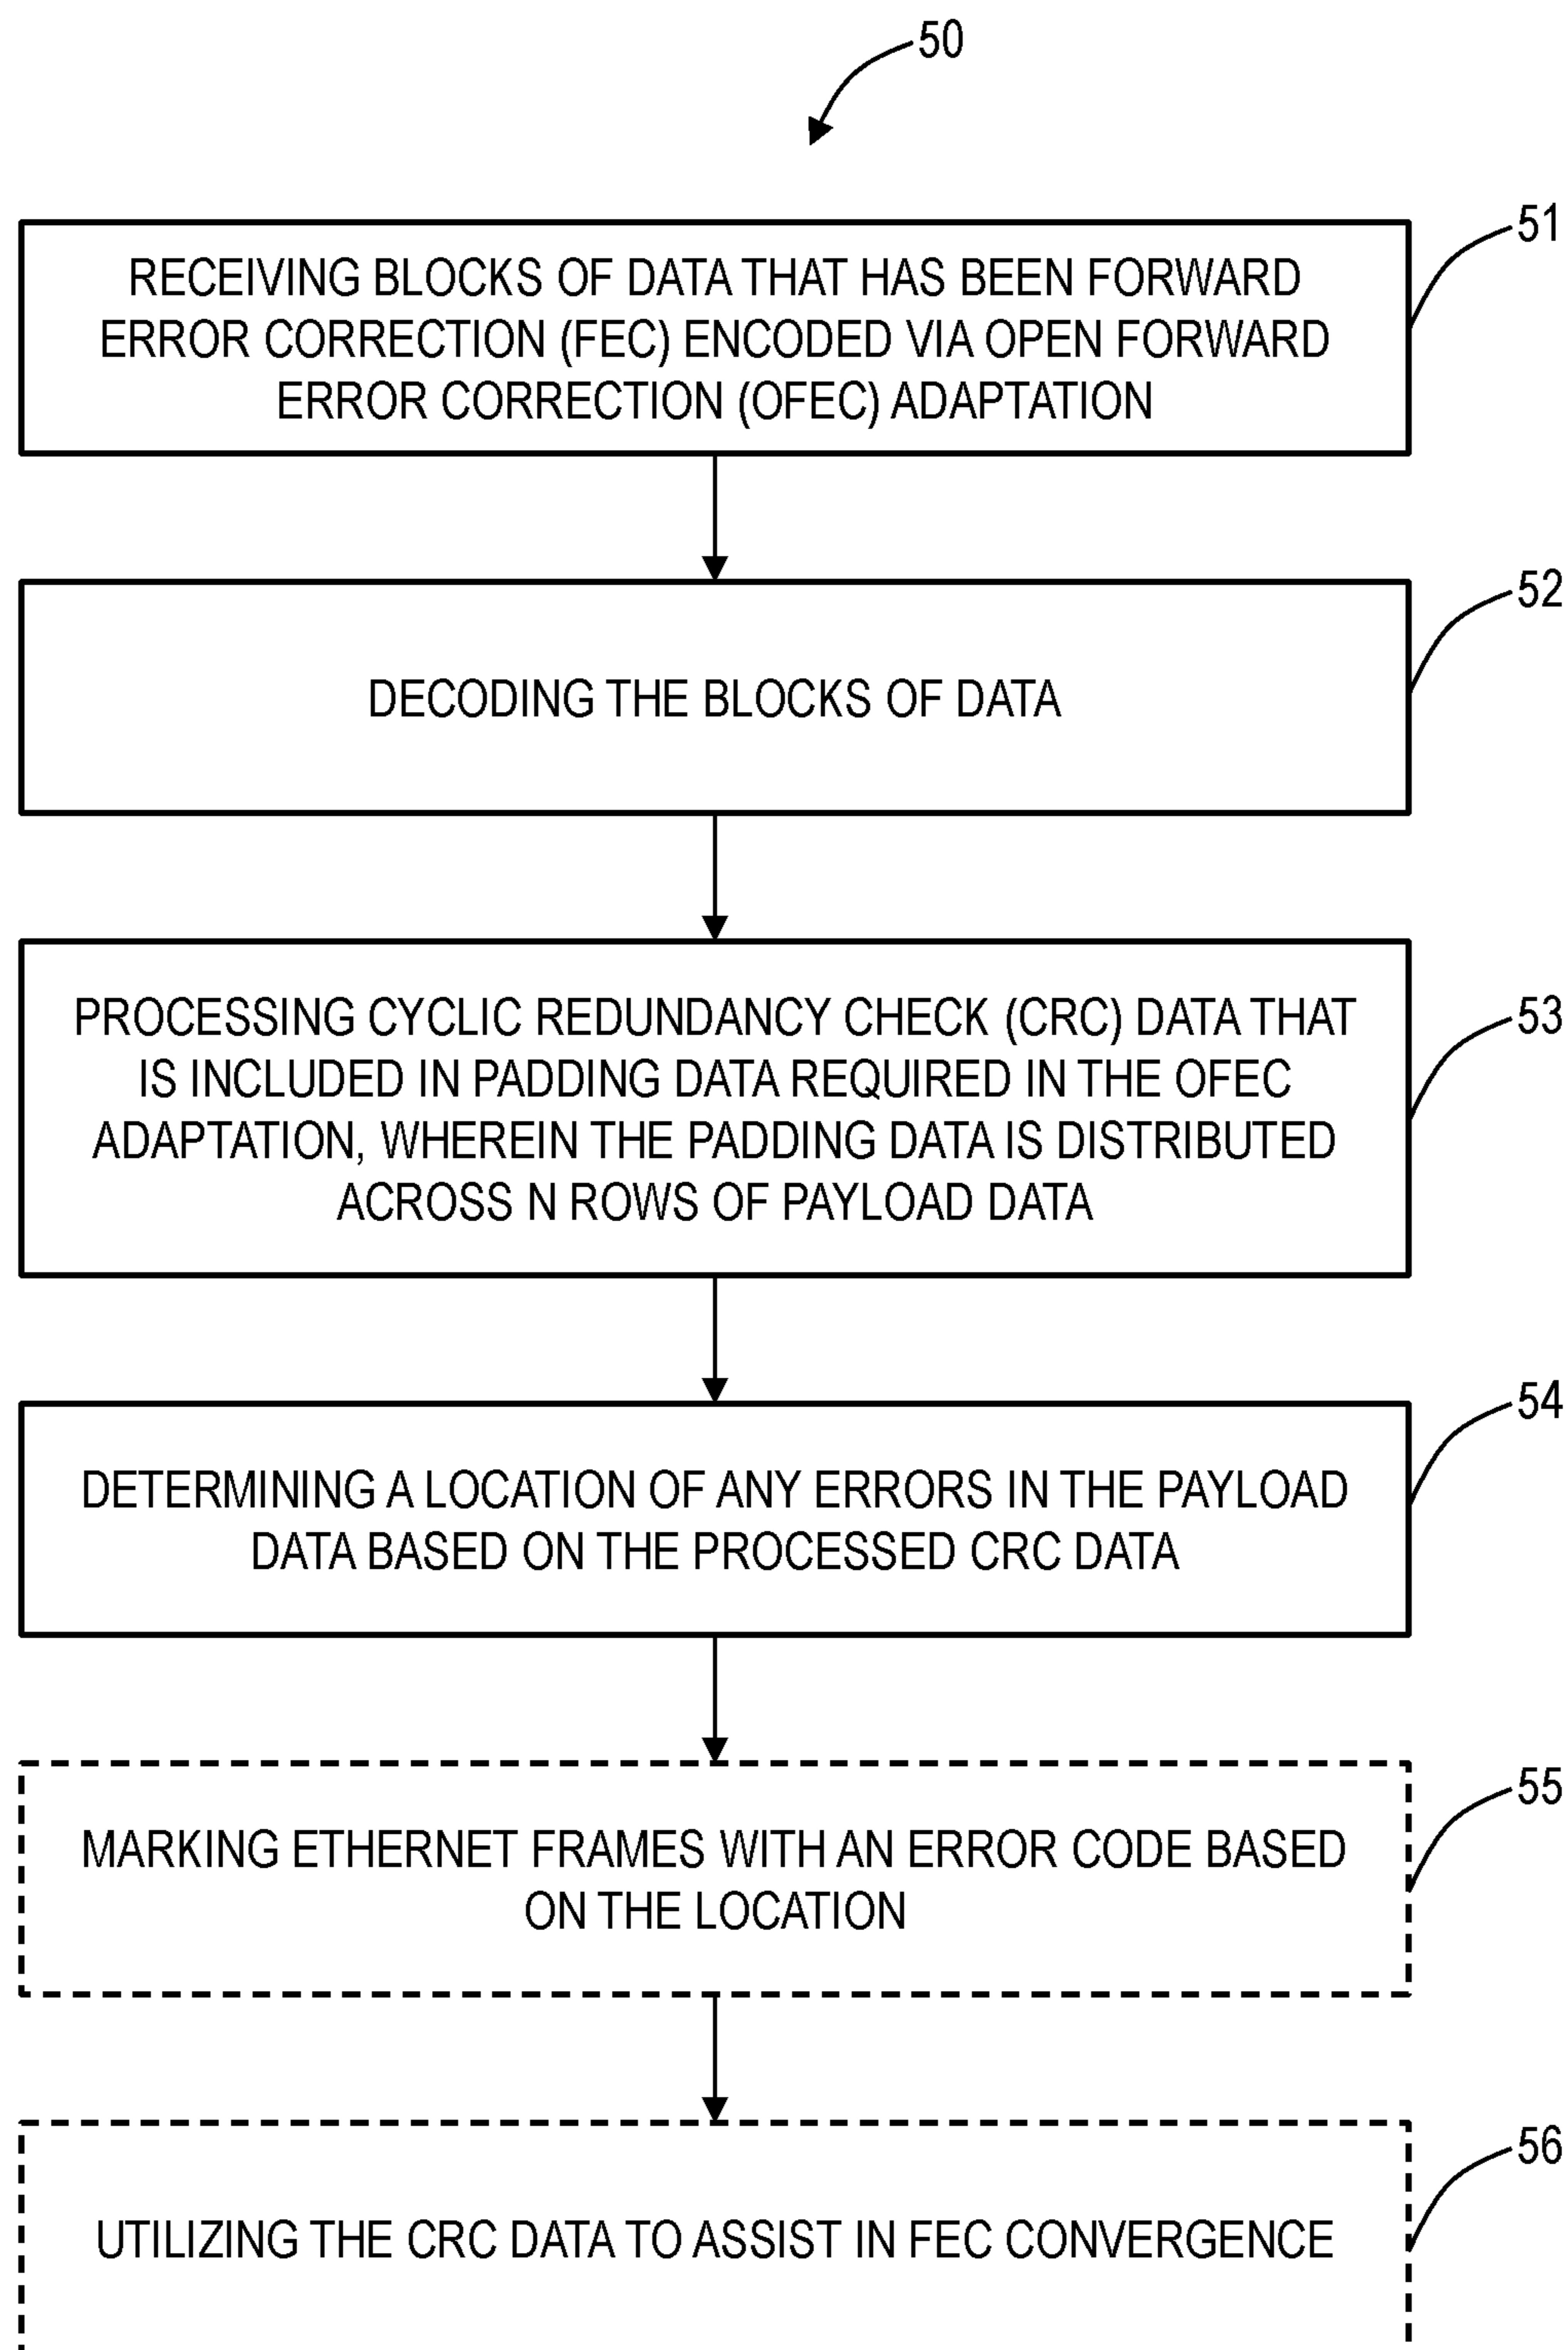 50
51
RECEIVING BLOCKS OF DATA THAT HAS BEEN FORWARD
ERROR CORRECTION (FEC) ENCODED VIA OPEN FORWARD
ERROR CORRECTION (OFEC) ADAPTATION
52
DECODING THE BLOCKS OF DATA
53
PROCESSING CYCLIC REDUNDANCY CHECK (CRC) DATA THAT
IS INCLUDED IN PADDING DATA REQUIRED IN THE OFEC
ADAPTATION, WHEREIN THE PADDING DATA IS DISTRIBUTED
ACROSS N ROWS OF PAYLOAD DATA
54
DETERMINING A LOCATION OF ANY ERRORS IN THE PAYLOAD
DATA BASED ON THE PROCESSED CRC DATA
55
MARKING ETHERNET FRAMES WITH AN ERROR CODE BASED
ON THE LOCATION
56
UTILIZING THE CRC DATA TO ASSIST IN FEC CONVERGENCE